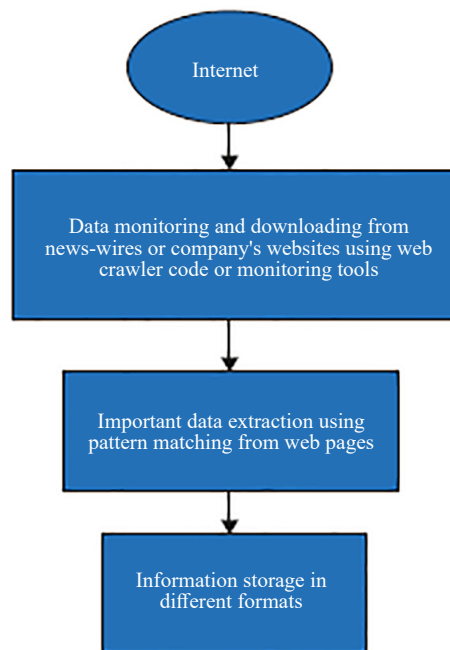 Internet
Data monitoring and downloading from
news-wires or company's websites using web
crawler code or monitoring tools
Important data extraction using
pattern matching from web pages
Information storage in
different formats